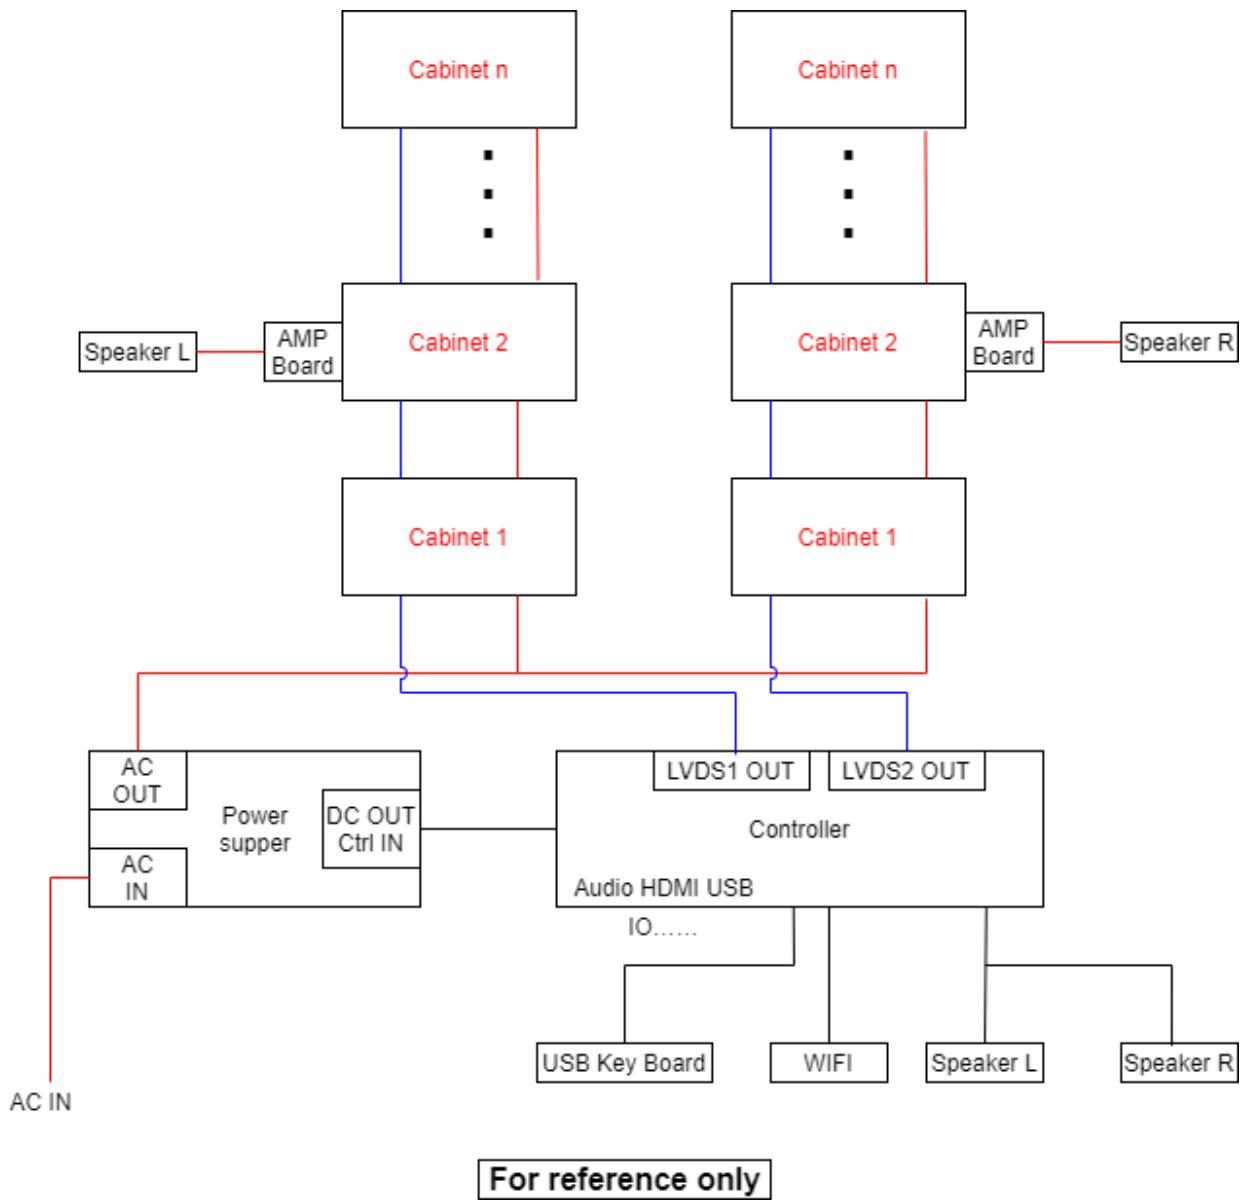 Cabinet n
Cabinet n
Speaker L
AMP
Board
Cabinet 2
Cabinet 2
AMP
Board
Speaker R
Cabinet 1
Cabinet 1
AC
OUT
Power
supper
DC OUT
Ctrl IN
AC
IN
LVDS1 OUT
LVDS2 OUT
Controller
Audio HDMI USB
IO……
USB Key Board
WIFI
Speaker L
Speaker R
AC IN
For reference only